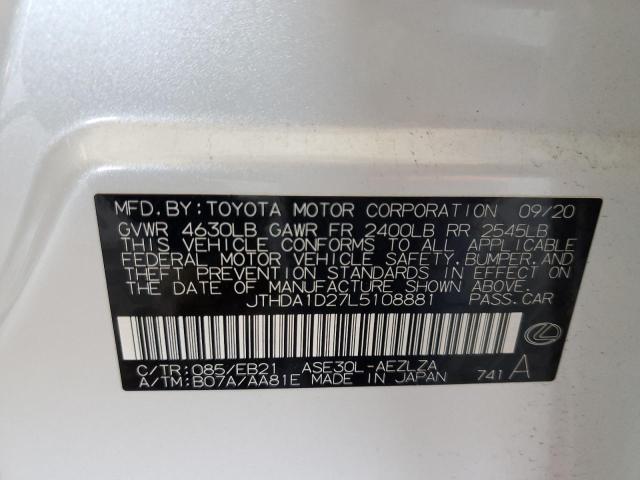 MFD.BY:TOYOTA MOTOR CORPORATION 09/20
GVWR 4630LB GAWR FR 2400LB RR 2545LB
THIS VEHICLE CONFORMS TO ALL APPLICABLE
FEDERAL MOTOR VEHICLE SAFETY,BUMPER,AND
THEFT PREVENTION STANDARDS IN EFFECT ON
THE DATE OF MANUFACTURE SHOWN ABOVE.
JTHDA1D27L5108881 PASS.CAR
C/TR:085/EB21 ASE30L-AEZLZA
A/TM:B07A/AA81E MADE IN JAPAN 741 A